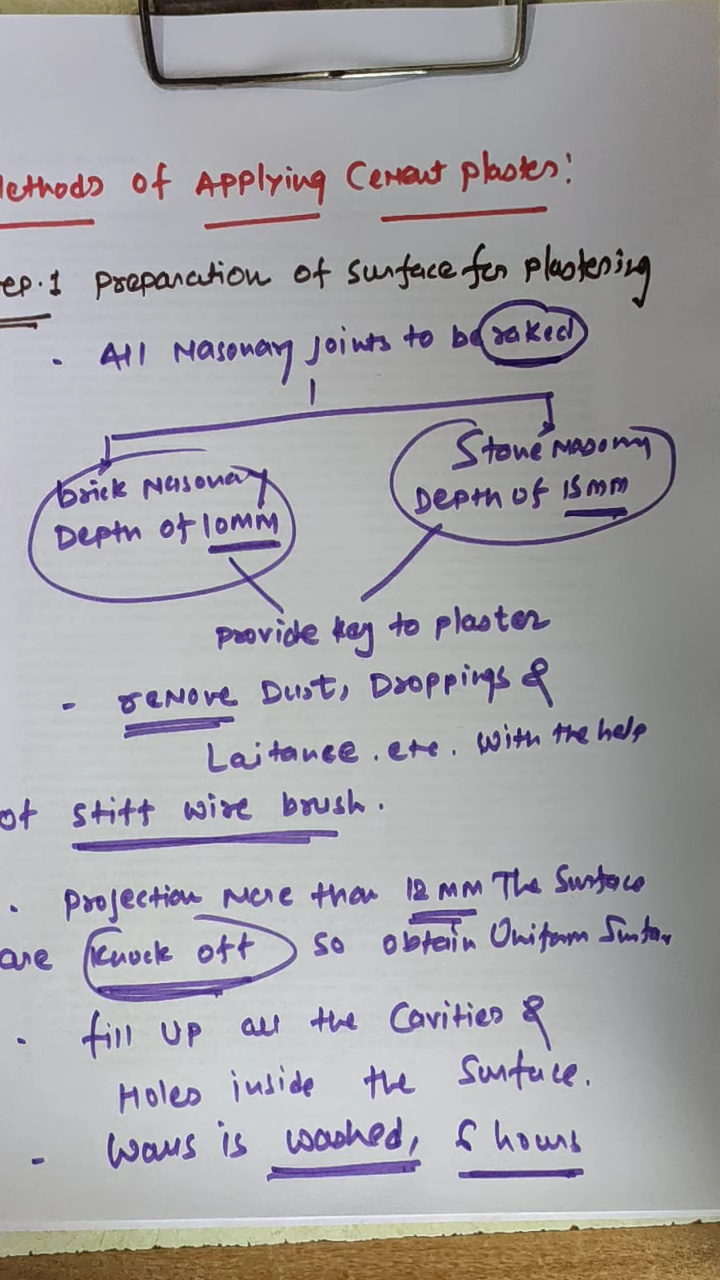 Methods of Applying Cement plaster:
ep.1 preparation of surface for plastering
· All Masonary joints to be raked
brick Masonary
Depth of 10MM
Stone Masonry
Depth of 15mm
provide key to plaster
- remove Dust, Droppings &
Laitance . etc. with the help
of stiff wire brush.
· projection more than 12 MM The Surface
are knock off so obtain Uniform Surfac
· fill up all the Cavities &
Holes inside the Surface.
- Walls is washed, 6 hours